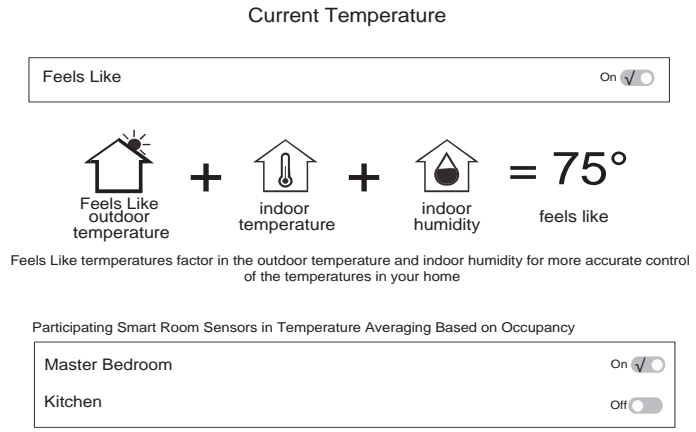 Current Temperature
Feels Like
On √
+ + = 75°
Feels Like
outdoor
temperature
indoor
temperature
indoor
humidity
feels like
Feels Like termperatures factor in the outdoor temperature and indoor humidity for more accurate control
of the temperatures in your home
Participating Smart Room Sensors in Temperature Averaging Based on Occupancy
Master Bedroom
On √
Kitchen
Off